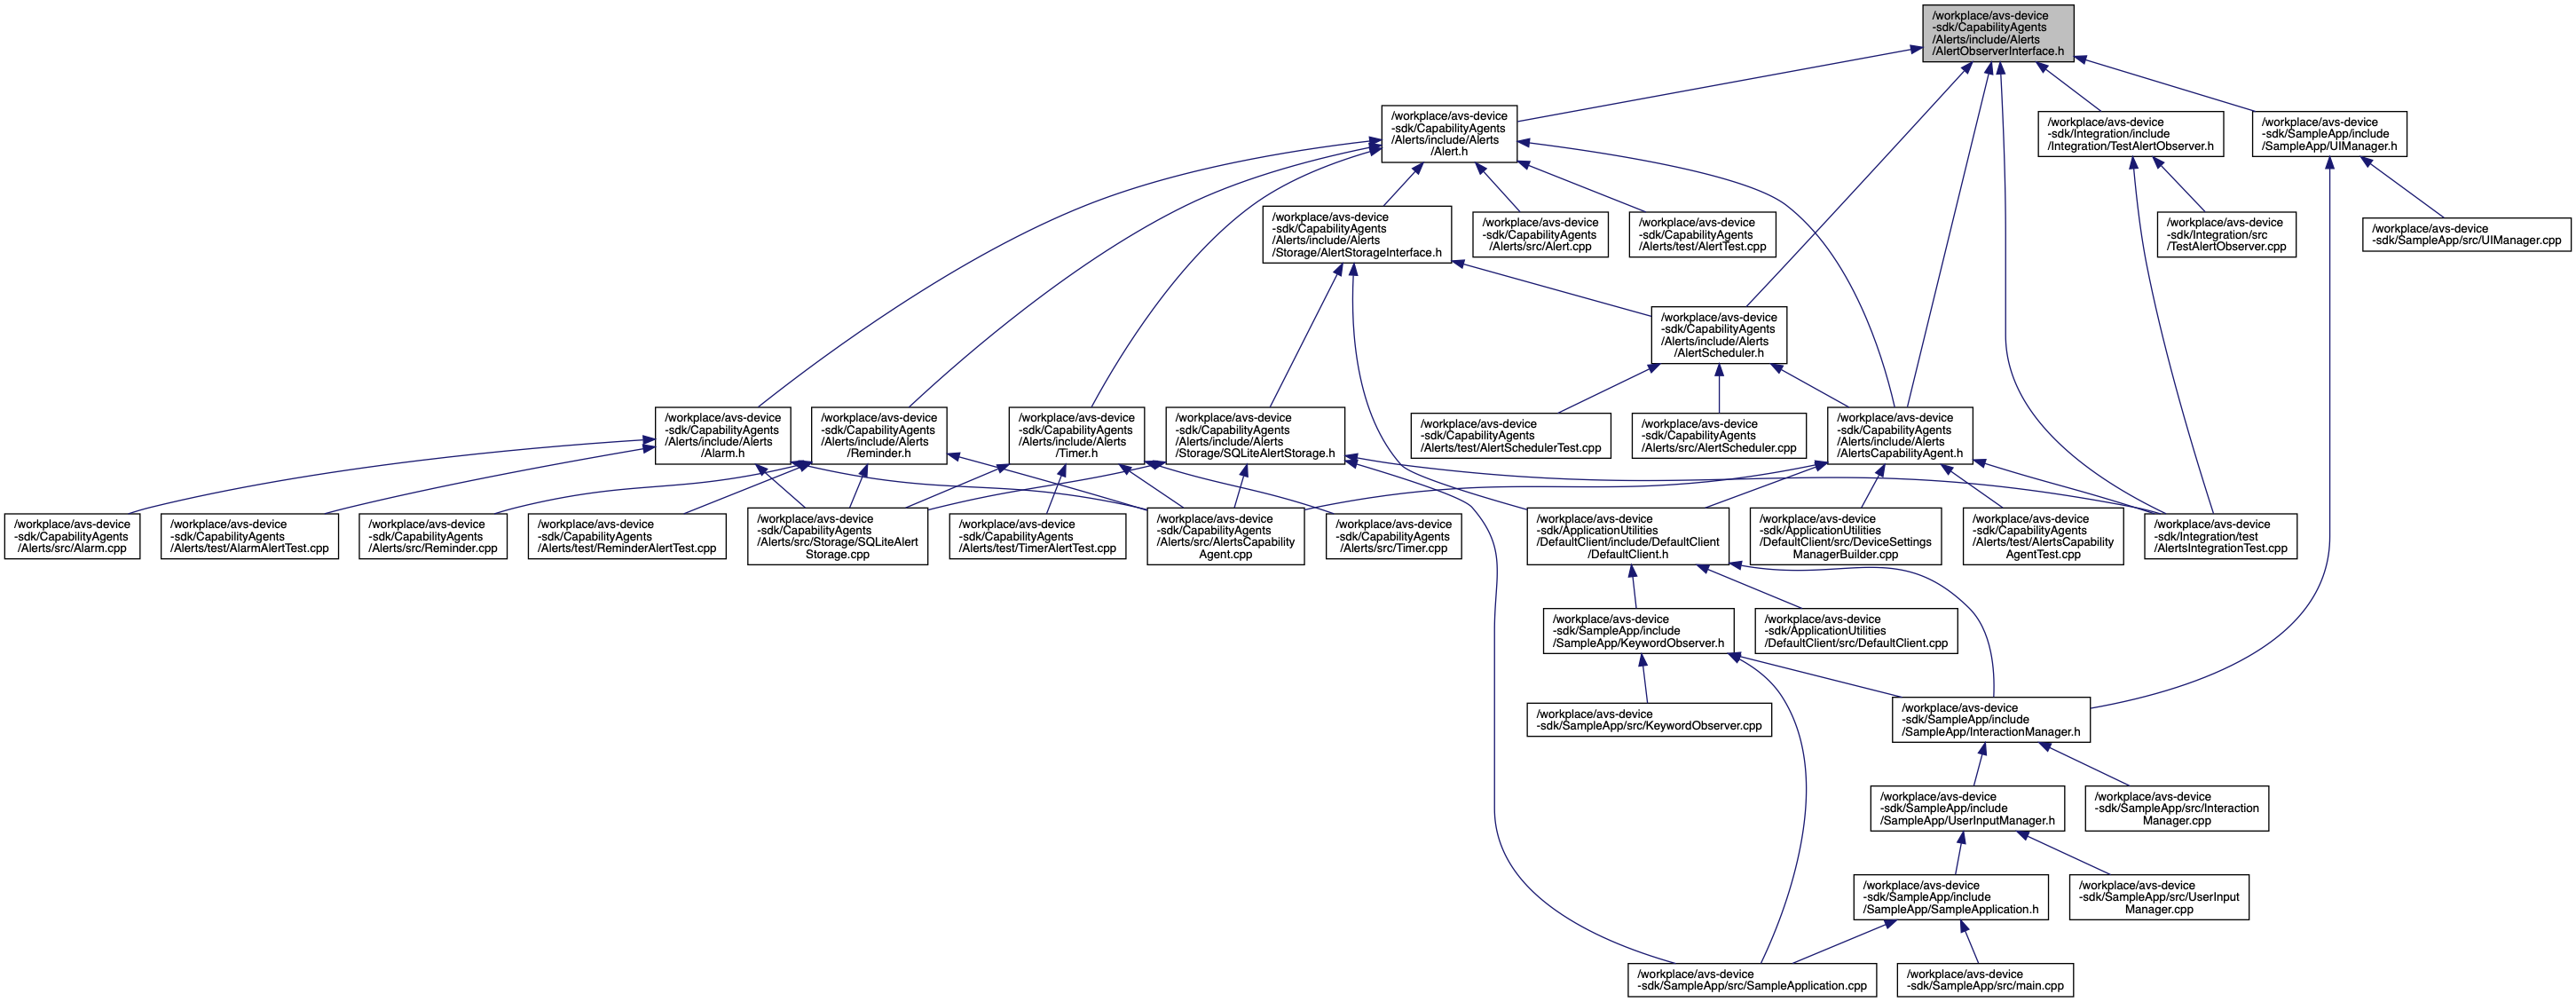 /workplace/avs-device
-sdk/CapabilityAgents
/Alerts/include/Alerts
/AlertObserverInterface.h
/workplace/avs-device
-sdk/CapabilityAgents
/Alerts/include/Alerts
/Alert.h
/workplace/avs-device
-sdk/Integration/include
/Integration/TestAlertObserver.h
/workplace/avs-device
-sdk/SampleApp/include
/SampleApp/UIManager.h
/workplace/avs-device
-sdk/CapabilityAgents
/Alerts/include/Alerts
/Storage/AlertStorageInterface.h
/workplace/avs-device
-sdk/CapabilityAgents
/Alerts/src/Alert.cpp
/workplace/avs-device
-sdk/CapabilityAgents
/Alerts/test/AlertTest.cpp
/workplace/avs-device
-sdk/Integration/src
/TestAlertObserver.cpp
/workplace/avs-device
-sdk/SampleApp/src/UIManager.cpp
/workplace/avs-device
-sdk/CapabilityAgents
/Alerts/include/Alerts
/AlertScheduler.h
/workplace/avs-device
-sdk/CapabilityAgents
/Alerts/include/Alerts
/Alarm.h
/workplace/avs-device
-sdk/CapabilityAgents
/Alerts/include/Alerts
/Reminder.h
/workplace/avs-device
-sdk/CapabilityAgents
/Alerts/include/Alerts
/Timer.h
/workplace/avs-device
-sdk/CapabilityAgents
/Alerts/include/Alerts
/Storage/SQLiteAlertStorage.h
/workplace/avs-device
-sdk/CapabilityAgents
/Alerts/test/AlertSchedulerTest.cpp
/workplace/avs-device
-sdk/CapabilityAgents
/Alerts/src/AlertScheduler.cpp
/workplace/avs-device
-sdk/CapabilityAgents
/Alerts/include/Alerts
/AlertsCapabilityAgent.h
/workplace/avs-device
-sdk/CapabilityAgents
/Alerts/src/Alarm.cpp
/workplace/avs-device
-sdk/CapabilityAgents
/Alerts/test/AlarmAlertTest.cpp
/workplace/avs-device
-sdk/CapabilityAgents
/Alerts/src/Reminder.cpp
/workplace/avs-device
-sdk/CapabilityAgents
/Alerts/test/ReminderAlertTest.cpp
/workplace/avs-device
-sdk/CapabilityAgents
/Alerts/src/Storage/SQLiteAlert
Storage.cpp
/workplace/avs-device
-sdk/CapabilityAgents
/Alerts/test/TimerAlertTest.cpp
/workplace/avs-device
-sdk/CapabilityAgents
/Alerts/src/AlertsCapability
Agent.cpp
/workplace/avs-device
-sdk/CapabilityAgents
/Alerts/src/Timer.cpp
/workplace/avs-device
-sdk/ApplicationUtilities
/DefaultClient/include/DefaultClient
/DefaultClient.h
/workplace/avs-device
-sdk/ApplicationUtilities
/DefaultClient/src/DeviceSettings
ManagerBuilder.cpp
/workplace/avs-device
-sdk/CapabilityAgents
/Alerts/test/AlertsCapability
AgentTest.cpp
/workplace/avs-device
-sdk/Integration/test
/AlertsIntegrationTest.cpp
/workplace/avs-device
-sdk/SampleApp/include
/SampleApp/KeywordObserver.h
/workplace/avs-device
-sdk/ApplicationUtilities
/DefaultClient/src/DefaultClient.cpp
/workplace/avs-device
-sdk/SampleApp/src/KeywordObserver.cpp
/workplace/avs-device
-sdk/SampleApp/include
/SampleApp/InteractionManager.h
/workplace/avs-device
-sdk/SampleApp/include
/SampleApp/UserInputManager.h
/workplace/avs-device
-sdk/SampleApp/src/Interaction
Manager.cpp
/workplace/avs-device
-sdk/SampleApp/include
/SampleApp/SampleApplication.h
/workplace/avs-device
-sdk/SampleApp/src/UserInput
Manager.cpp
/workplace/avs-device
-sdk/SampleApp/src/SampleApplication.cpp
/workplace/avs-device
-sdk/SampleApp/src/main.cpp